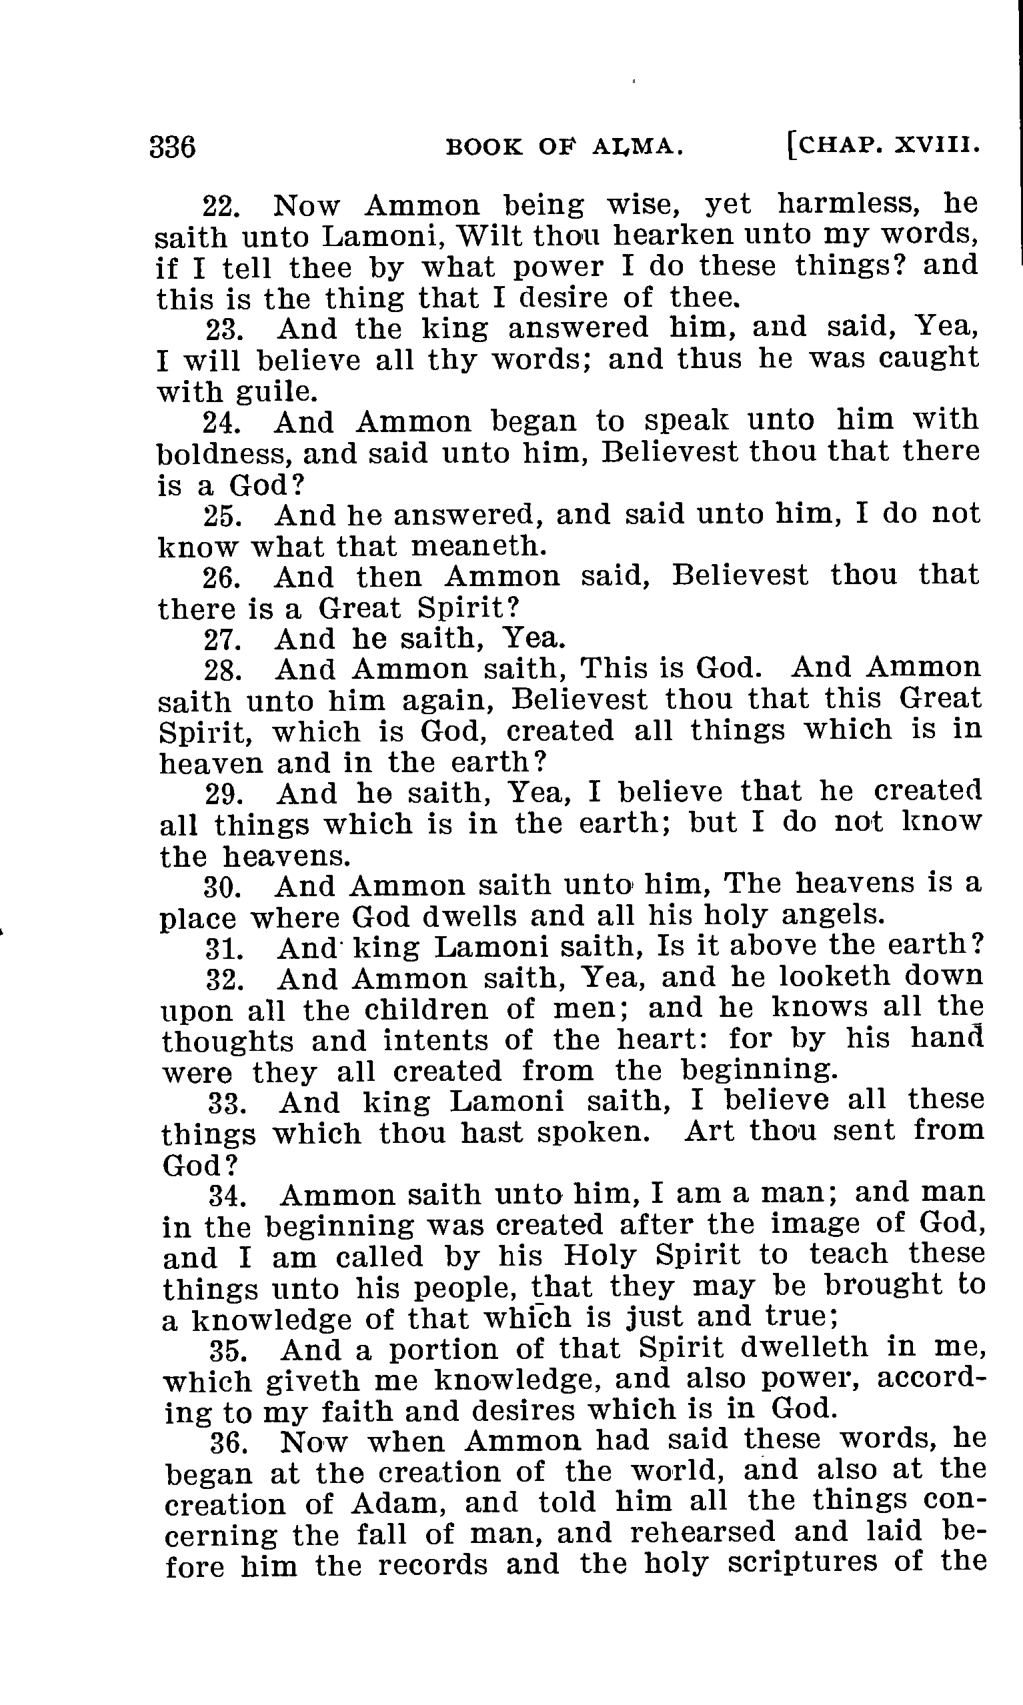 336 BOOK OF ALMA. [CHAP. XVIII.
22. Now Ammon being wise, yet harmless, he
saith unto Lamoni, Wilt thou hearken unto my words,
if I tell thee by what power I do these things? and
this is the thing that I desire of thee.
23. And the king answered him, and said, Yea,
I will believe all thy words; and thus he was caught
with guile.
24. And Ammon began to speak unto him with
boldness, and said unto him, Believest thou that there
is a God?
25. And he answered, and said unto him, I do not
know what that meaneth.
26. And then Ammon said, Believest thou that
there is a Great Spirit?
27. And he saith, Yea.
28. And Ammon saith, This is God. And Ammon
saith unto him again, Believest thou that this Great
Spirit, which is God, created all things which is in
heaven and in the earth?
29. And he saith, Yea, I believe that he created
all things which is in the earth; but I do not know
the heavens.
30. And Ammon saith unto him, The heavens is a
place where God dwells and all his holy angels.
31. And king Lamoni saith, Is it above the earth?
32. And Ammon saith, Yea, and he looketh down
upon all the children of men; and he knows all the
thoughts and intents of the heart: for by his hand
were they all created from the beginning.
33. And king Lamoni saith, I believe all these
things which thou hast spoken. Art thou sent from
God?
34. Ammon saith unto him, I am a man; and man
in the beginning was created after the image of God,
and I am called by his Holy Spirit to teach these
things unto his people, that they may be brought to
a knowledge of that which is just and true;
35. And a portion of that Spirit dwelleth in me,
which giveth me knowledge, and also power, accord-
ing to my faith and desires which is in God.
36. Now when Ammon had said these words, he
began at the creation of the world, and also at the
creation of Adam, and told him all the things con-
cerning the fall of man, and rehearsed and laid be-
fore him the records and the holy scriptures of the